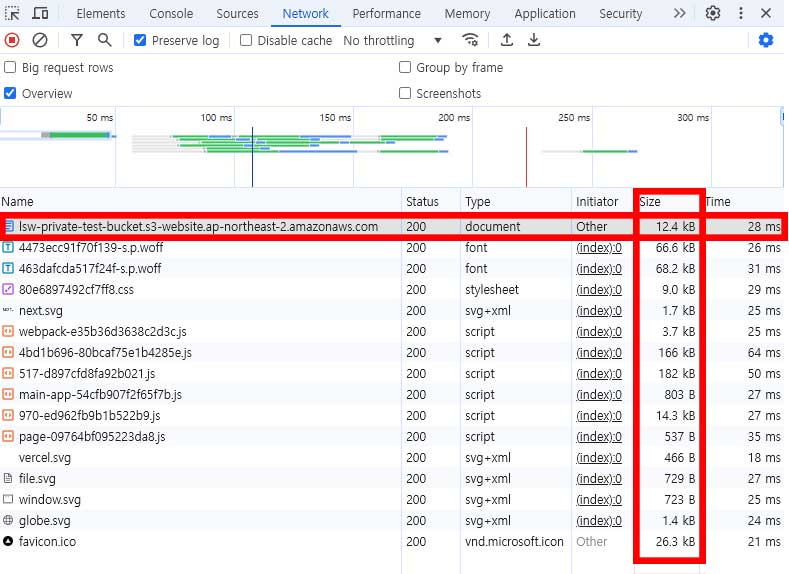 Elements Console Sources Network Performance Memory Application Security
Preserve log Disable cache No throttling
Big request rows Group by frame
Overview Screenshots
50 ms 100 ms 150 ms 200 ms 250 ms 300 ms
Name Status Type Initiator Size Time
lsw-private-test-bucket.s3-website.ap-northeast-2.amazonaws.com 200 document Other 12.4 kB 28 ms
4473ecc91f70f139-s.p.woff 200 font (index):0 66.6 kB 26 ms
463dafcda517f24f-s.p.woff 200 font (index):0 68.2 kB 31 ms
80e6897492cf7ff8.css 200 stylesheet (index):0 9.0 kB 29 ms
next.svg 200 svg+xml (index):0 1.7 kB 25 ms
webpack-e35b36d3638c2d3c.js 200 script (index):0 3.7 kB 25 ms
4bd1b696-80bcaf75e1b4285e.js 200 script (index):0 166 kB 64 ms
517-d897cfd8fa92b021.js 200 script (index):0 182 kB 50 ms
main-app-54cfb907f2f65f7b.js 200 script (index):0 803 B 27 ms
970-ed962fb9b1b522b9.js 200 script (index):0 14.3 kB 27 ms
page-09764bf095223da8.js 200 script (index):0 537 B 35 ms
vercel.svg 200 svg+xml (index):0 466 B 18 ms
file.svg 200 svg+xml (index):0 729 B 27 ms
window.svg 200 svg+xml (index):0 723 B 25 ms
globe.svg 200 svg+xml (index):0 1.4 kB 24 ms
favicon.ico 200 vnd.microsoft.icon Other 26.3 kB 21 ms